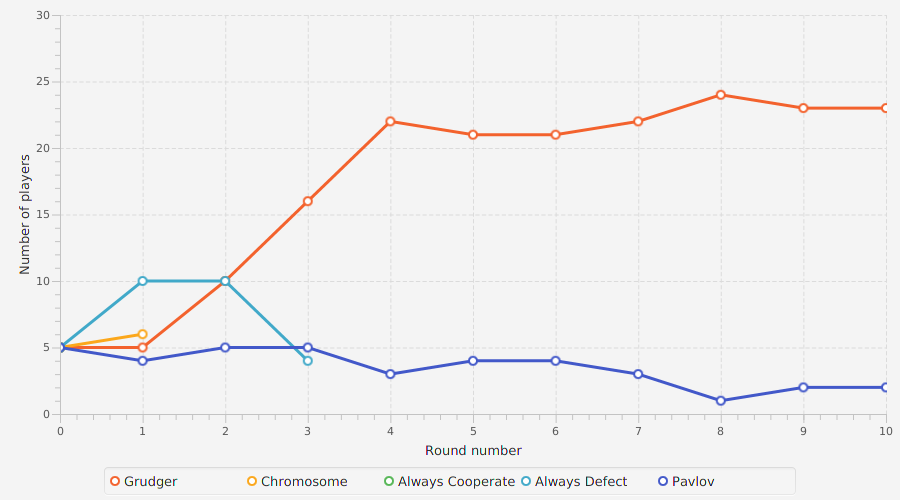 30
25
20
15
10
5
0
Number of players
0 1 2 3 4 5 6 7 8 9 10
Round number
Grudger Chromosome Always Cooperate Always Defect Pavlov